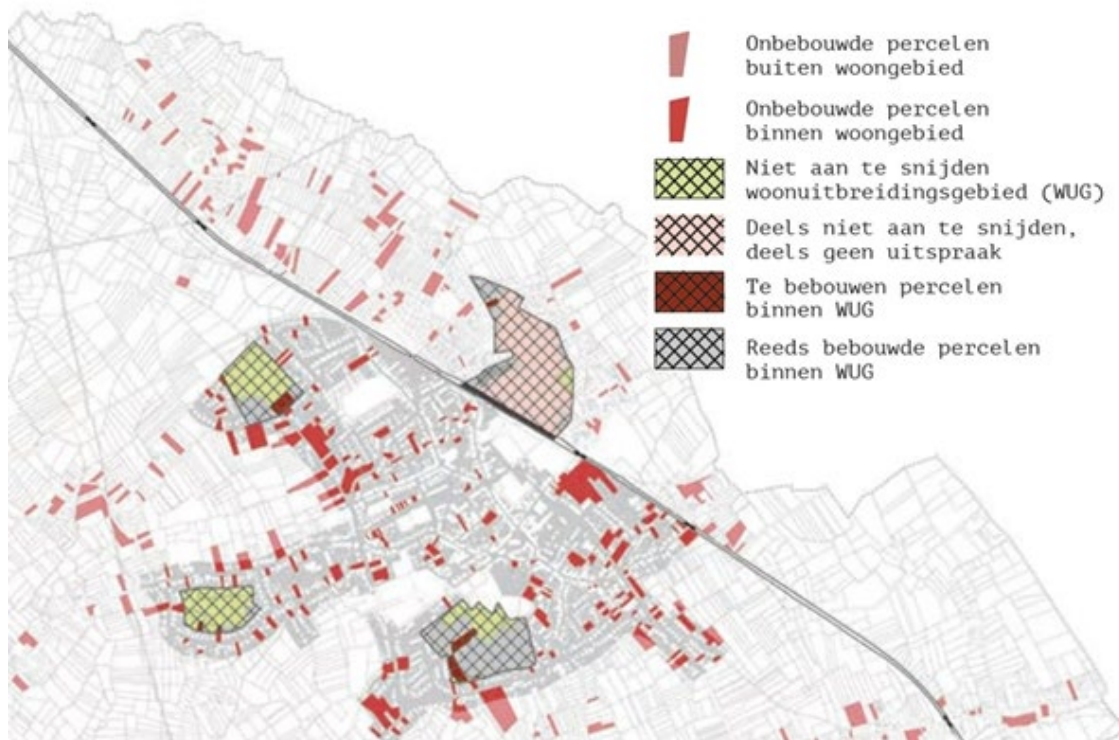 Onbebouwde percelen
buiten woongebied
Onbebouwde percelen
binnen woongebied
Niet aan te snijden
woonuitbreidingsgebied (WUG)
Deels niet aan te snijden,
deels geen uitspraak
Te bebouwen percelen
binnen WUG
Reeds bebouwde percelen
binnen WUG